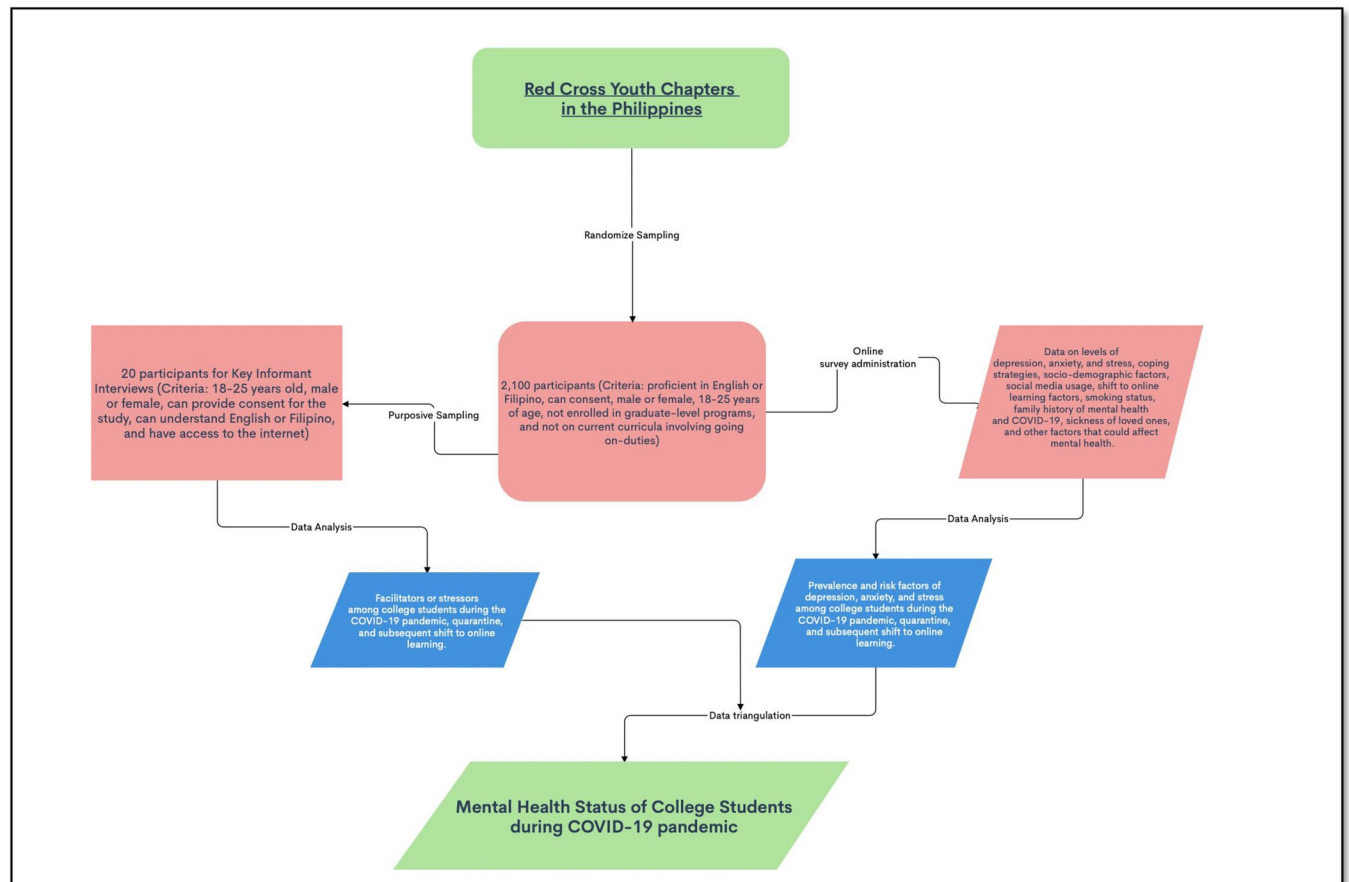 Red Cross Youth Chapters
in the Philippines
Randomize Sampling
20 participants for Key Informant
Interviews (Criteria: 18-25 years old, male
or female, can provide consent for the
study, can understand English or Filipino,
and have access to the internet)
Purposive Sampling
2,100 participants (Criteria: proficient in English or
Filipino, can consent, male or female, 18-25 years
of age, not enrolled in graduate-level programs,
and not on current curricula involving going
on-duties)
Online
survey administration
Data on levels of
depression, anxiety, and stress, coping
strategies, socio-demographic factors,
social media usage, shift to online
learning factors, smoking status,
family history of mental health
and COVID-19, sickness of loved ones,
and other factors that could affect
mental health.
Data Analysis
Data Analysis
Facilitators or stressors
among college students during the
COVID-19 pandemic, quarantine,
and subsequent shift to online
learning.
Prevalence and risk factors of
depression, anxiety, and stress
among college students during the
COVID-19 pandemic, quarantine,
and subsequent shift to online
learning.
Data triangulation
Mental Health Status of College Students
during COVID-19 pandemic